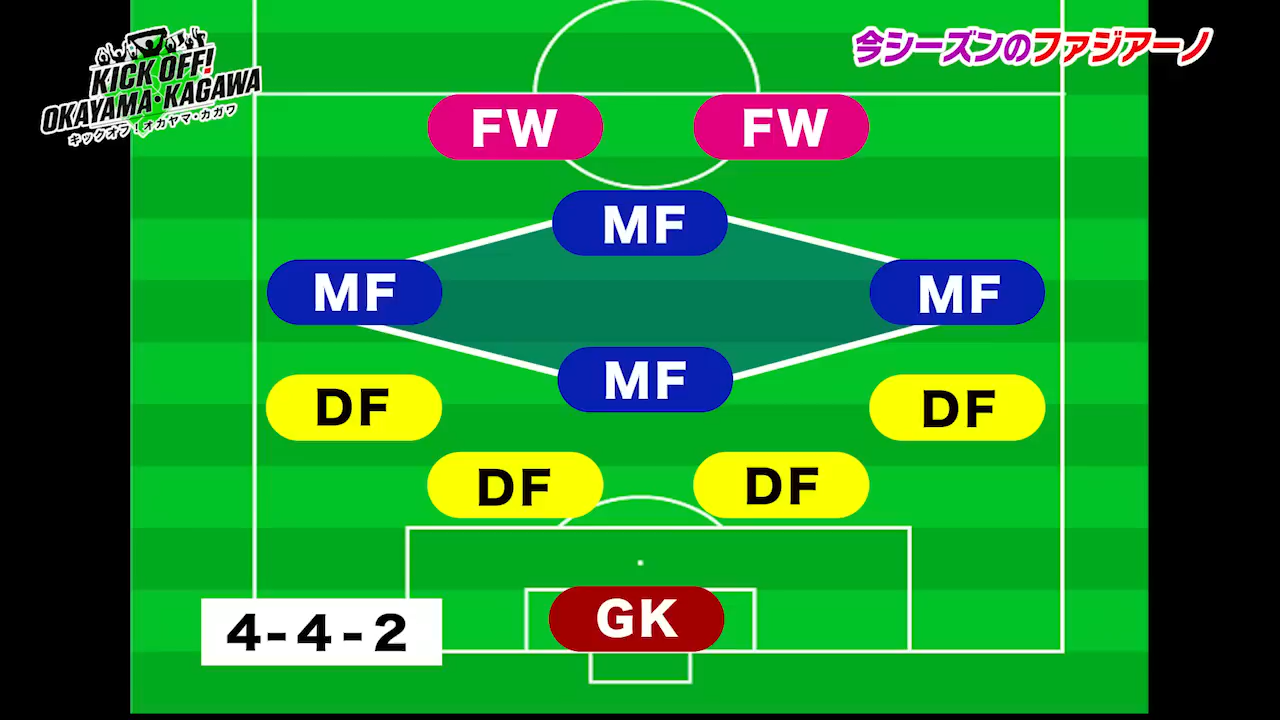 KICK OFF!
OKAYAMA・KAGAWA
キックオフ！オカヤマ・カガワ
今シーズンのファジアーノ
FW FW
MF
MF MF
MF
DF DF
DF DF
GK
4-4-2